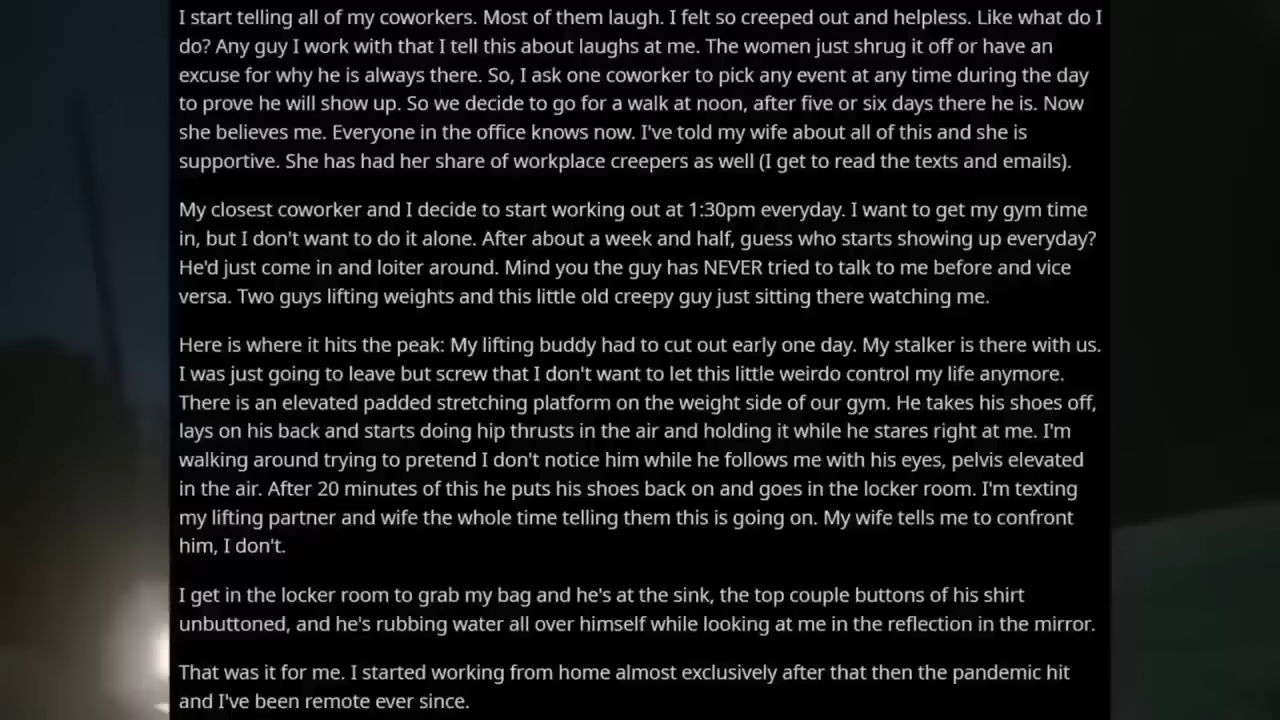 I start telling all of my coworkers. Most of them laugh. I felt so creeped out and helpless. Like what do I
do? Any guy I work with that I tell this about laughs at me. The women just shrug it off or have an
excuse for why he is always there. So, I ask one coworker to pick any event at any time during the day
to prove he will show up. So we decide to go for a walk at noon, after five or six days there he is. Now
she believes me. Everyone in the office knows now. I've told my wife about all of this and she is
supportive. She has had her share of workplace creepers as well (I get to read the texts and emails).
My closest coworker and I decide to start working out at 1:30pm everyday. I want to get my gym time
in, but I don't want to do it alone. After about a week and half, guess who starts showing up everyday?
He'd just come in and loiter around. Mind you the guy has NEVER tried to talk to me before and vice
versa. Two guys lifting weights and this little old creepy guy just sitting there watching me.
Here is where it hits the peak: My lifting buddy had to cut out early one day. My stalker is there with us.
I was just going to leave but screw that I don't want to let this little weirdo control my life anymore.
There is an elevated padded stretching platform on the weight side of our gym. He takes his shoes off,
lays on his back and starts doing hip thrusts in the air and holding it while he stares right at me. I'm
walking around trying to pretend I don't notice him while he follows me with his eyes, pelvis elevated
in the air. After 20 minutes of this he puts his shoes back on and goes in the locker room. I'm texting
my lifting partner and wife the whole time telling them this is going on. My wife tells me to confront
him, I don't.
I get in the locker room to grab my bag and he's at the sink, the top couple buttons of his shirt
unbuttoned, and he's rubbing water all over himself while looking at me in the reflection in the mirror.
That was it for me. I started working from home almost exclusively after that then the pandemic hit
and I've been remote ever since.